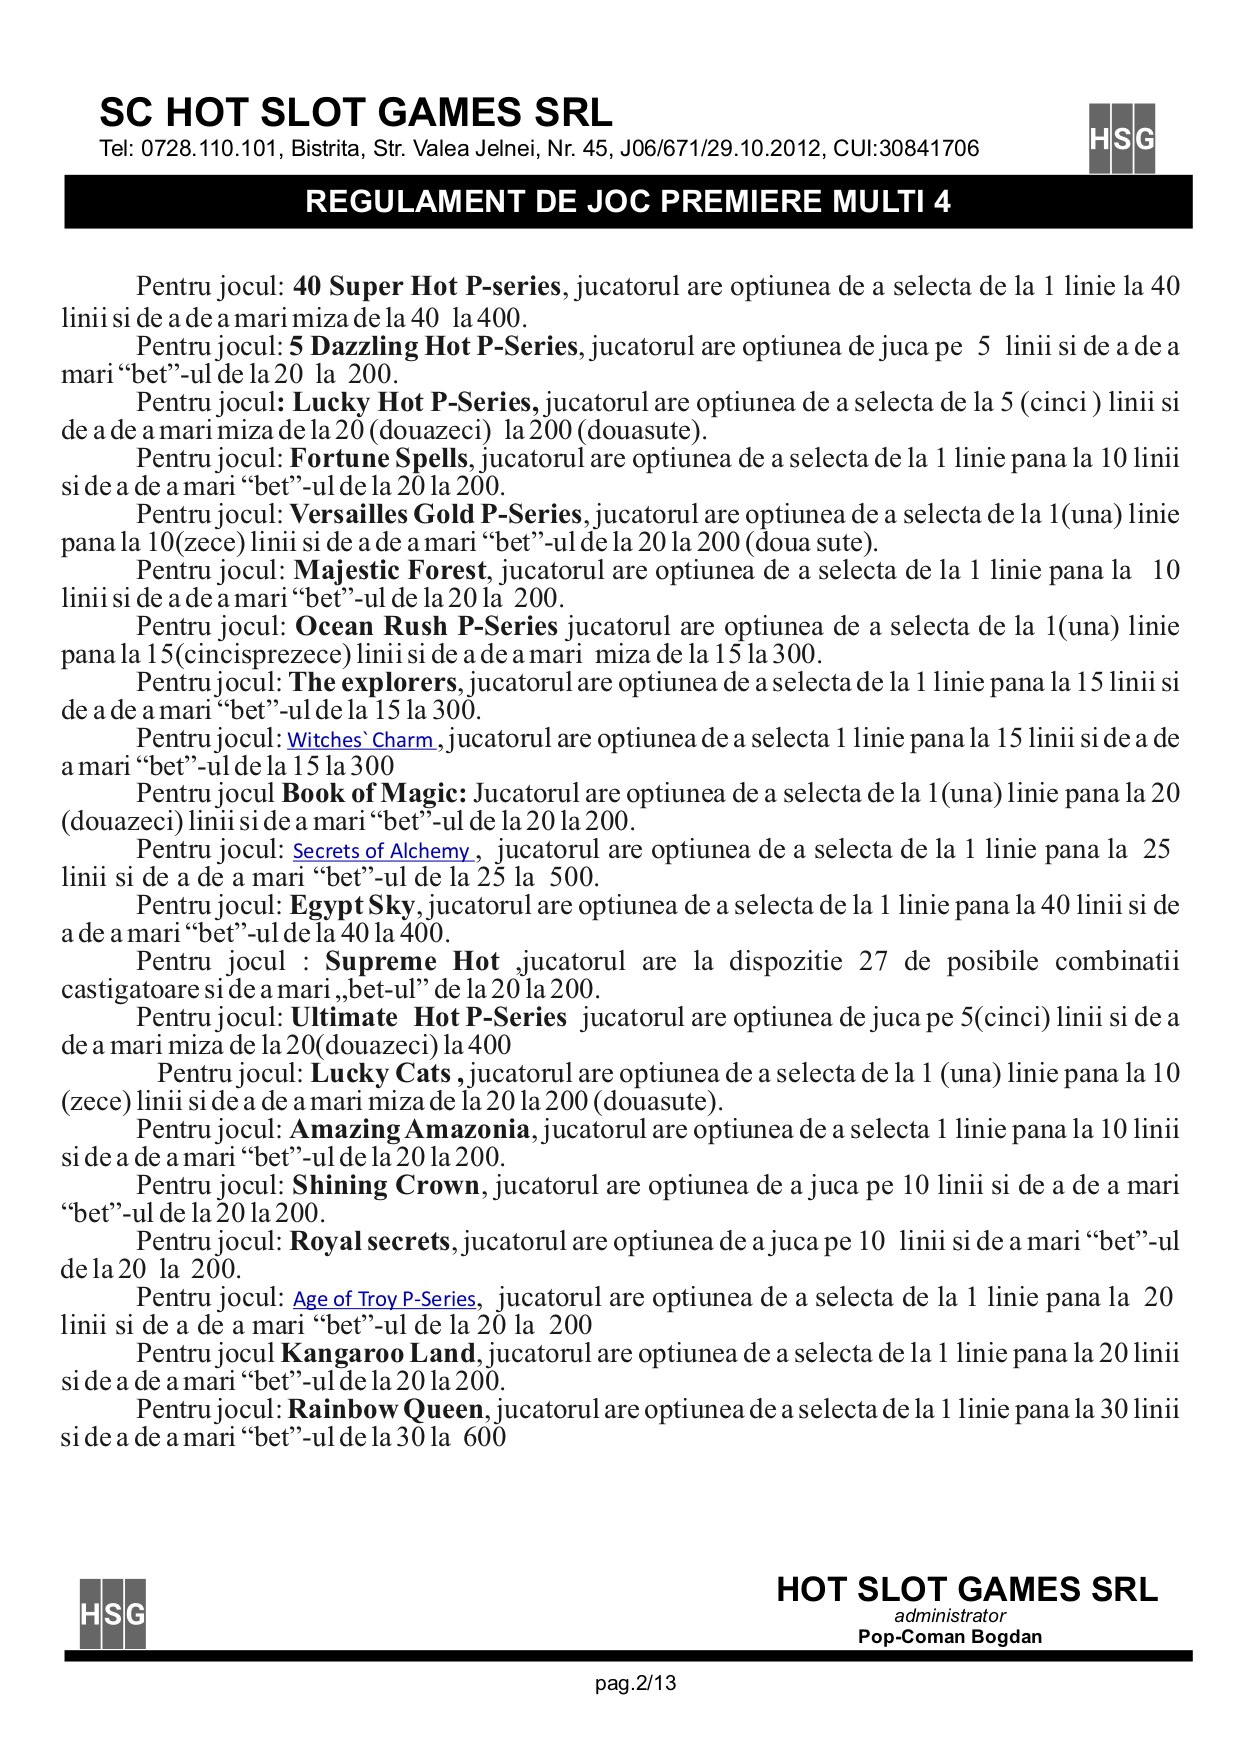 SC HOT SLOT GAMES SRL
Tel: 0728.110.101, Bistrita, Str. Valea Jelnei, Nr. 45, J06/671/29.10.2012, CUI:30841706
HSG
REGULAMENT DE JOC PREMIERE MULTI 4
Pentru jocul: 40 Super Hot P-series, jucatorul are optiunea de a selecta de la 1 linie la 40
linii si de a de a mari miza de la 40 la 400.
Pentru jocul: 5 Dazzling Hot P-Series, jucatorul are optiunea de juca pe 5 linii si de a de a
mari “bet”-ul de la 20 la 200.
Pentru jocul: Lucky Hot P-Series, jucatorul are optiunea de a selecta de la 5 (cinci ) linii si
de a de a mari miza de la 20 (douazeci) la 200 (douasute).
Pentru jocul: Fortune Spells, jucatorul are optiunea de a selecta de la 1 linie pana la 10 linii
si de a de a mari “bet”-ul de la 20 la 200.
Pentru jocul: Versailles Gold P-Series, jucatorul are optiunea de a selecta de la 1(una) linie
pana la 10(zece) linii si de a de a mari “bet”-ul de la 20 la 200 (doua sute).
Pentru jocul: Majestic Forest, jucatorul are optiunea de a selecta de la 1 linie pana la 10
linii si de a de a mari “bet”-ul de la 20 la 200.
Pentru jocul: Ocean Rush P-Series jucatorul are optiunea de a selecta de la 1(una) linie
pana la 15(cincisprezece) linii si de a de a mari miza de la 15 la 300.
Pentru jocul: The explorers, jucatorul are optiunea de a selecta de la 1 linie pana la 15 linii si
de a de a mari “bet”-ul de la 15 la 300.
Pentru jocul: Witches` Charm , jucatorul are optiunea de a selecta 1 linie pana la 15 linii si de a de
a mari “bet”-ul de la 15 la 300
Pentru jocul Book of Magic: Jucatorul are optiunea de a selecta de la 1(una) linie pana la 20
(douazeci) linii si de a mari “bet”-ul de la 20 la 200.
Pentru jocul: Secrets of Alchemy , jucatorul are optiunea de a selecta de la 1 linie pana la 25
linii si de a de a mari “bet”-ul de la 25 la 500.
Pentru jocul: Egypt Sky, jucatorul are optiunea de a selecta de la 1 linie pana la 40 linii si de
a de a mari “bet”-ul de la 40 la 400.
Pentru jocul : Supreme Hot ,jucatorul are la dispozitie 27 de posibile combinatii
castigatoare si de a mari „bet-ul” de la 20 la 200.
Pentru jocul: Ultimate Hot P-Series jucatorul are optiunea de juca pe 5(cinci) linii si de a
de a mari miza de la 20(douazeci) la 400
Pentru jocul: Lucky Cats , jucatorul are optiunea de a selecta de la 1 (una) linie pana la 10
(zece) linii si de a de a mari miza de la 20 la 200 (douasute).
Pentru jocul: Amazing Amazonia, jucatorul are optiunea de a selecta 1 linie pana la 10 linii
si de a de a mari “bet”-ul de la 20 la 200.
Pentru jocul: Shining Crown, jucatorul are optiunea de a juca pe 10 linii si de a de a mari
“bet”-ul de la 20 la 200.
Pentru jocul: Royal secrets, jucatorul are optiunea de a juca pe 10 linii si de a mari “bet”-ul
de la 20 la 200.
Pentru jocul: Age of Troy P-Series, jucatorul are optiunea de a selecta de la 1 linie pana la 20
linii si de a de a mari “bet”-ul de la 20 la 200
Pentru jocul Kangaroo Land, jucatorul are optiunea de a selecta de la 1 linie pana la 20 linii
si de a de a mari “bet”-ul de la 20 la 200.
Pentru jocul: Rainbow Queen, jucatorul are optiunea de a selecta de la 1 linie pana la 30 linii
si de a de a mari “bet”-ul de la 30 la 600
HSG
HOT SLOT GAMES SRL
administrator
Pop-Coman Bogdan
pag.2/13